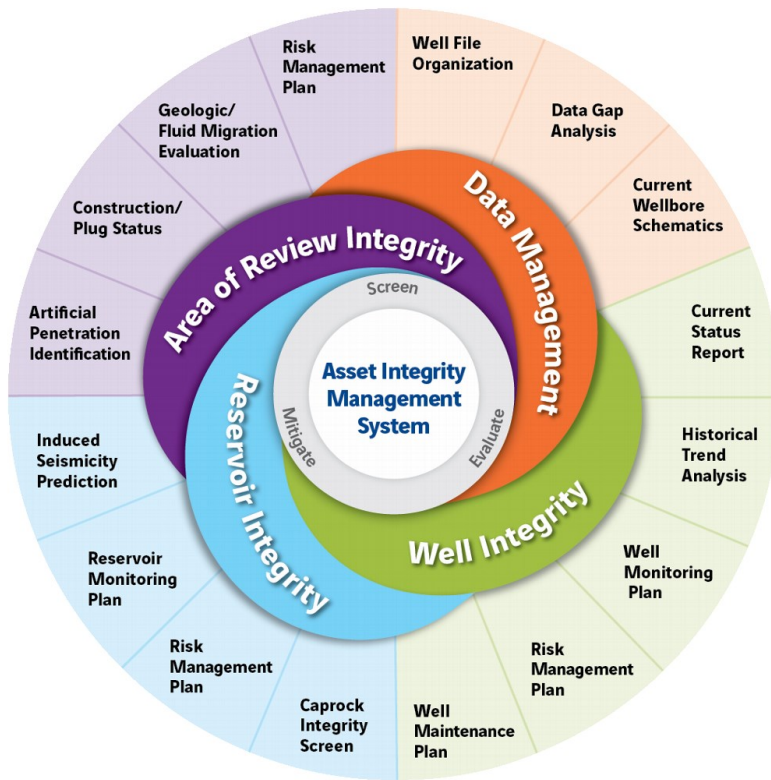 Asset Integrity
Management
System
Screen
Evaluate
Mitigate
Data Management
Well Integrity
Reservoir Integrity
Area of Review Integrity
Well File
Organization
Data Gap
Analysis
Current
Wellbore
Schematics
Current
Status
Report
Historical
Trend
Analysis
Well
Monitoring
Plan
Risk
Management
Plan
Well
Maintenance
Plan
Caprock
Integrity
Screen
Risk
Management
Plan
Reservoir
Monitoring
Plan
Induced
Seismicity
Prediction
Artificial
Penetration
Identification
Construction/
Plug Status
Geologic/
Fluid Migration
Evaluation
Risk
Management
Plan